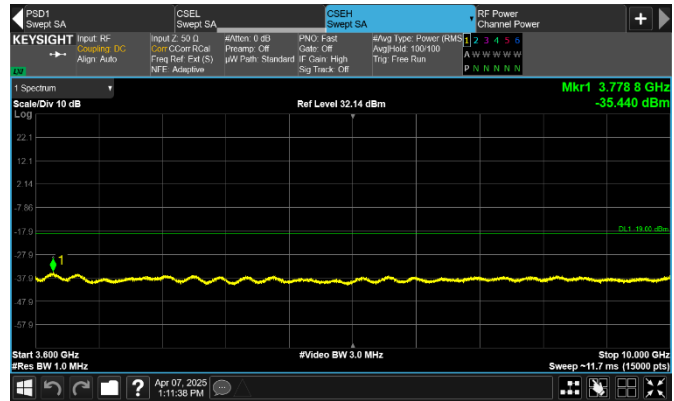 PSD1
Swept SA
CSEL
Swept SA
CSEH
Swept SA
RF Power
Channel Power
KEYSIGHT
Input: RF
Coupling: DC
Align: Auto
LXI
Input Z: 50 Ω
Corr CCorr RCal
Freq Ref: Ext (S)
NFE: Adaptive
#Atten: 0 dB
Preamp: Off
µW Path: Standard
PNO: Fast
Gate: Off
IF Gain: High
Sig Track: Off
#Avg Type: Power (RMS)
Avg|Hold: 100/100
Trig: Free Run
1 2 3 4 5 6
A W W W W W
P N N N N N
1 Spectrum
Scale/Div 10 dB
Log
Ref Level 32.14 dBm
Mkr1 3.778 8 GHz
-35.440 dBm
22.1
12.1
2.14
-7.86
-17.9
DL1 -19.00 dBm
-27.9
1
-37.9
-47.9
-57.9
Start 3.600 GHz
#Res BW 1.0 MHz
#Video BW 3.0 MHz
Stop 10.000 GHz
Sweep ~11.7 ms (15000 pts)
Apr 07, 2025
1:11:38 PM